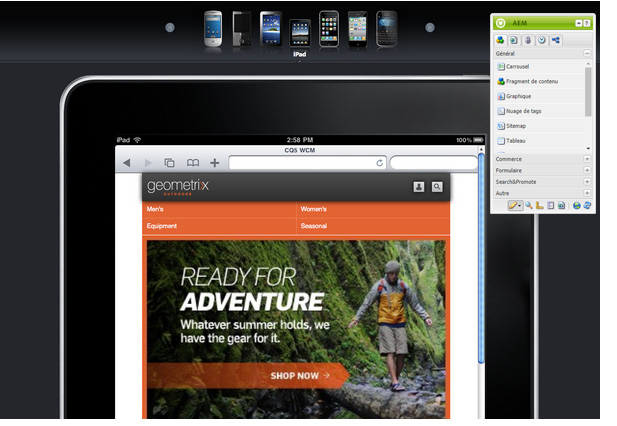 iPad
AEM
Général
Carrousel
Fragment de contenu
Graphique
Nuage de tags
Sitemap
Tableau
Commerce
Formulaire
Search&Promote
Autre
iPad
2:58 PM
100%
CQ5 WCM
geometrixx
OUTDOORS
Men's
Women's
Equipment
Seasonal
READY FOR
ADVENTURE
Whatever summer holds, we
have the gear for it.
SHOP NOW